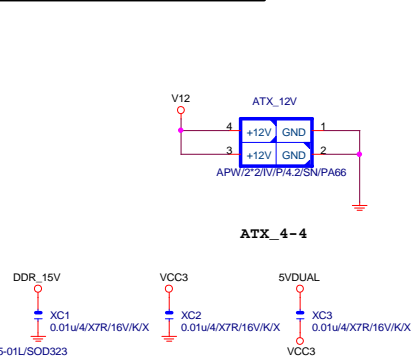 V12
ATX_12V
4 +12V GND 1
3 +12V GND 2
APW/2*2/IV/P/4.2/SN/PA66
ATX_4-4
DDR_15V VCC3 5VDUAL
XC1 XC2 XC3
0.01u/4/X7R/16V/K/X 0.01u/4/X7R/16V/K/X 0.01u/4/X7R/16V/K/X
5-01L/SOD323 VCC3